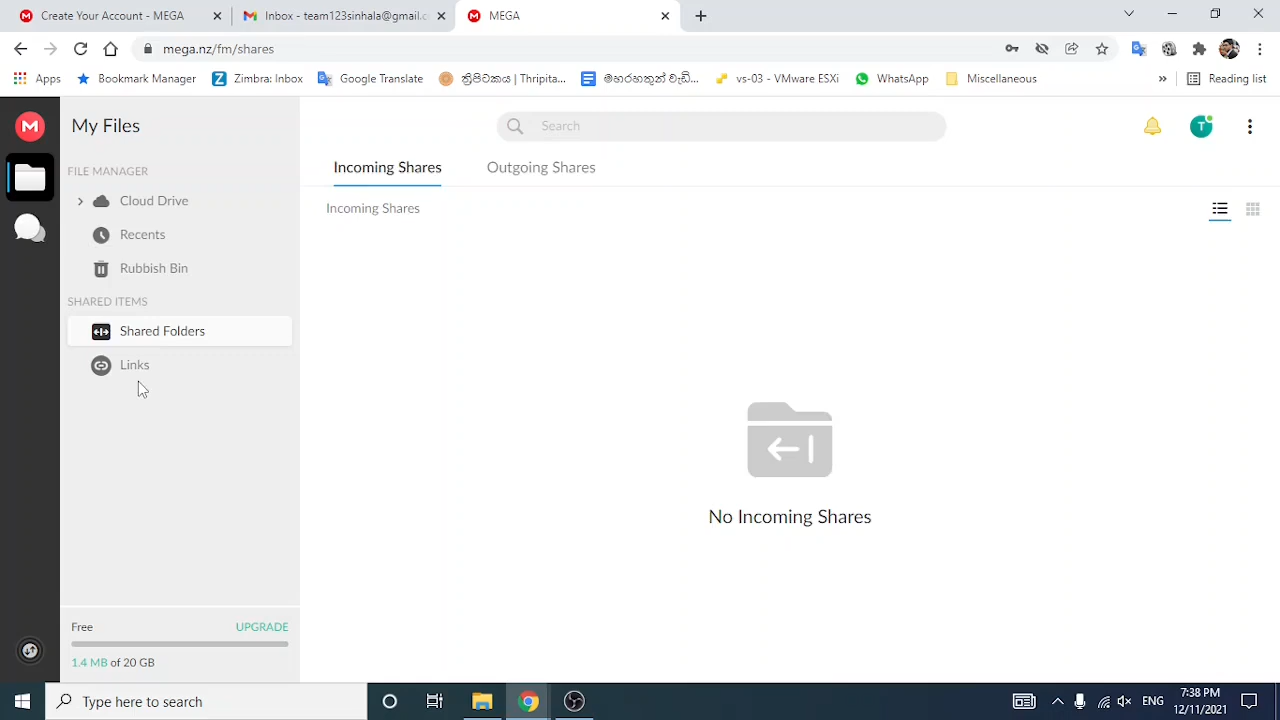 Create Your Account - MEGA
Inbox - team123sinhala@gmail.c
MEGA
mega.nz/fm/shares
Apps
Bookmark Manager
Zimbra: Inbox
Google Translate
ත්‍රිපිටකය | Thripita...
මහරහතුන් වැඩි...
vs-03 - VMware ESXi
WhatsApp
Miscellaneous
»
Reading list
M
My Files
Search
T
FILE MANAGER
Cloud Drive
Recents
Rubbish Bin
SHARED ITEMS
Shared Folders
Links
Incoming Shares
Outgoing Shares
Incoming Shares
No Incoming Shares
Free
UPGRADE
1.4 MB of 20 GB
Type here to search
ENG
7:38 PM
12/11/2021